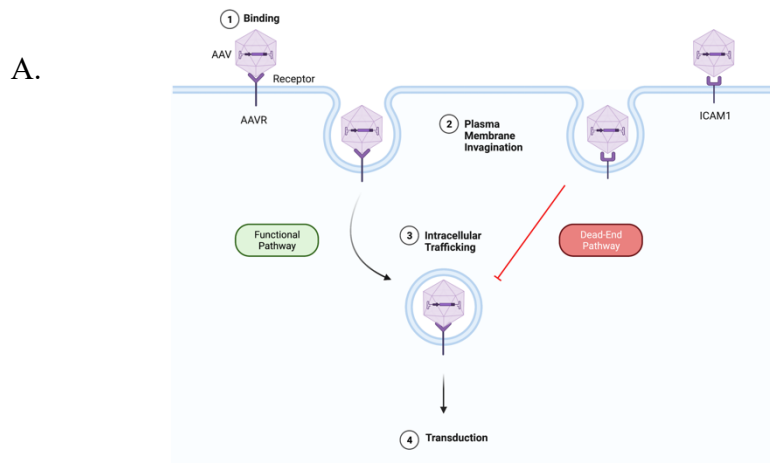 A.
1 Binding
AAV
Receptor
AAVR
ICAM1
2 Plasma
Membrane
Invagination
Functional
Pathway
3 Intracellular
Trafficking
Dead-End
Pathway
4 Transduction